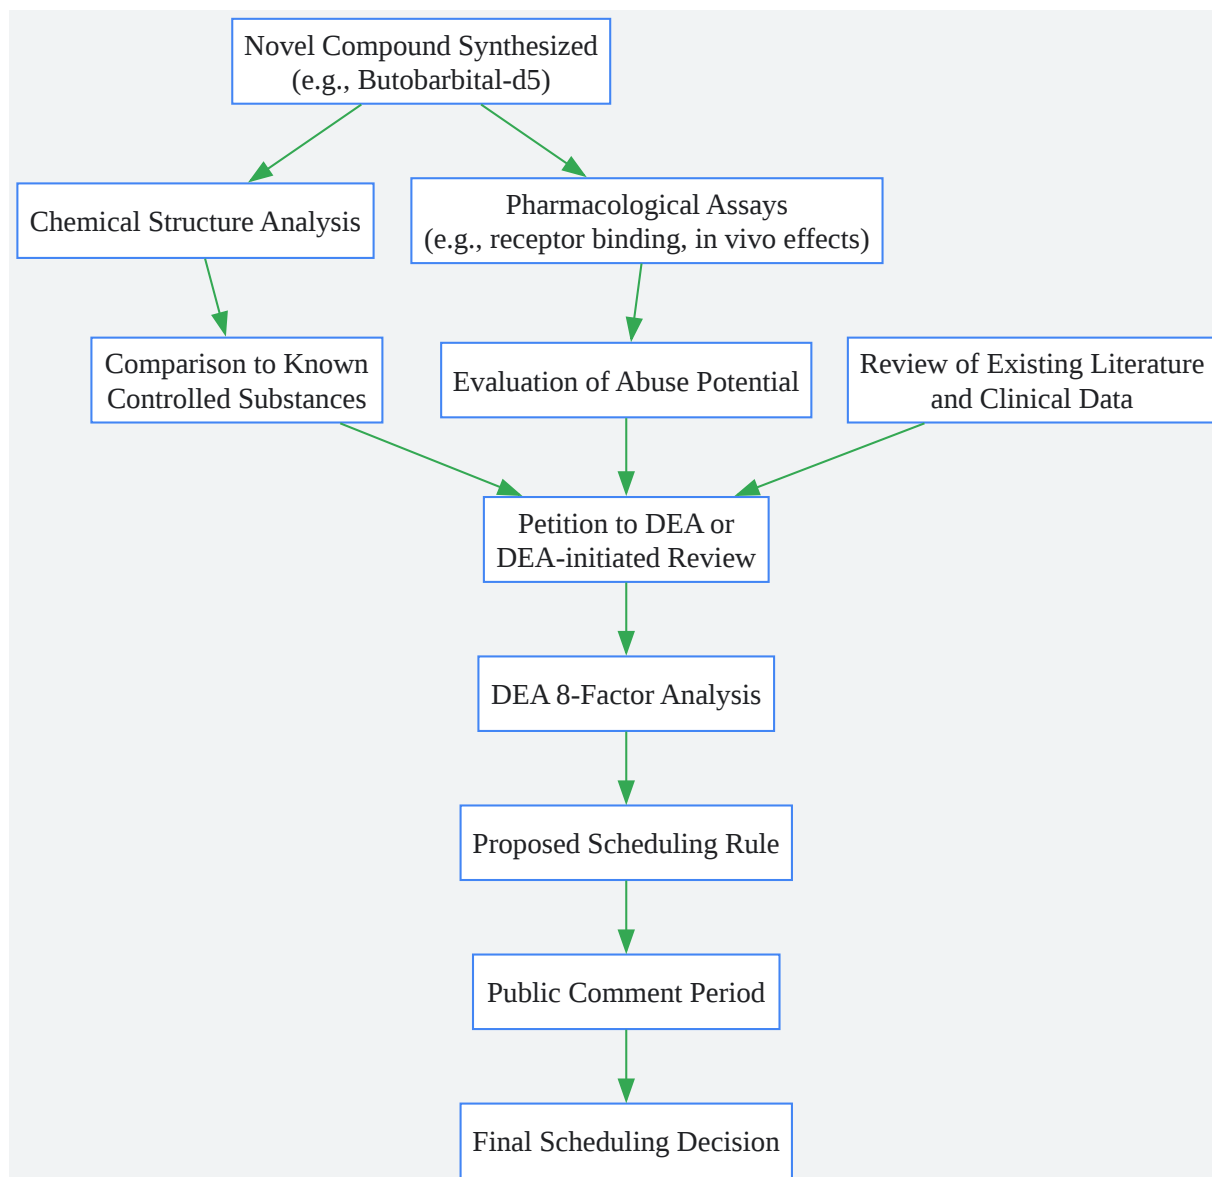 Novel Compound Synthesized
(e.g., Butobarbital-d5)
Chemical Structure Analysis
Pharmacological Assays
(e.g., receptor binding, in vivo effects)
Comparison to Known
Controlled Substances
Evaluation of Abuse Potential
Review of Existing Literature
and Clinical Data
Petition to DEA or
DEA-initiated Review
DEA 8-Factor Analysis
Proposed Scheduling Rule
Public Comment Period
Final Scheduling Decision